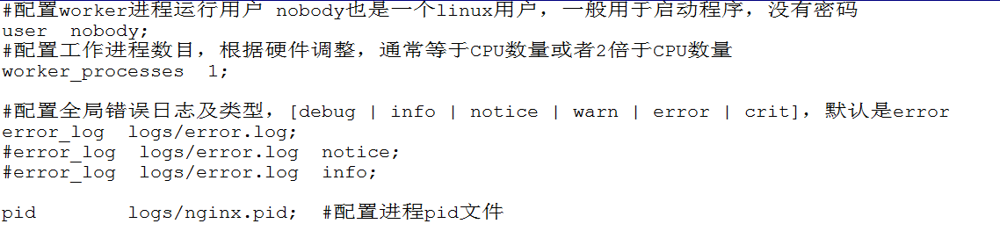 #配置worker进程运行用户 nobody也是一个linux用户，一般用于启动程序，没有密码
user  nobody;
#配置工作进程数目，根据硬件调整，通常等于CPU数量或者2倍于CPU数量
worker_processes  1;

#配置全局错误日志及类型，[debug | info | notice | warn | error | crit]，默认是error
error_log  logs/error.log;
#error_log  logs/error.log  notice;
#error_log  logs/error.log  info;

pid        logs/nginx.pid;  #配置进程pid文件